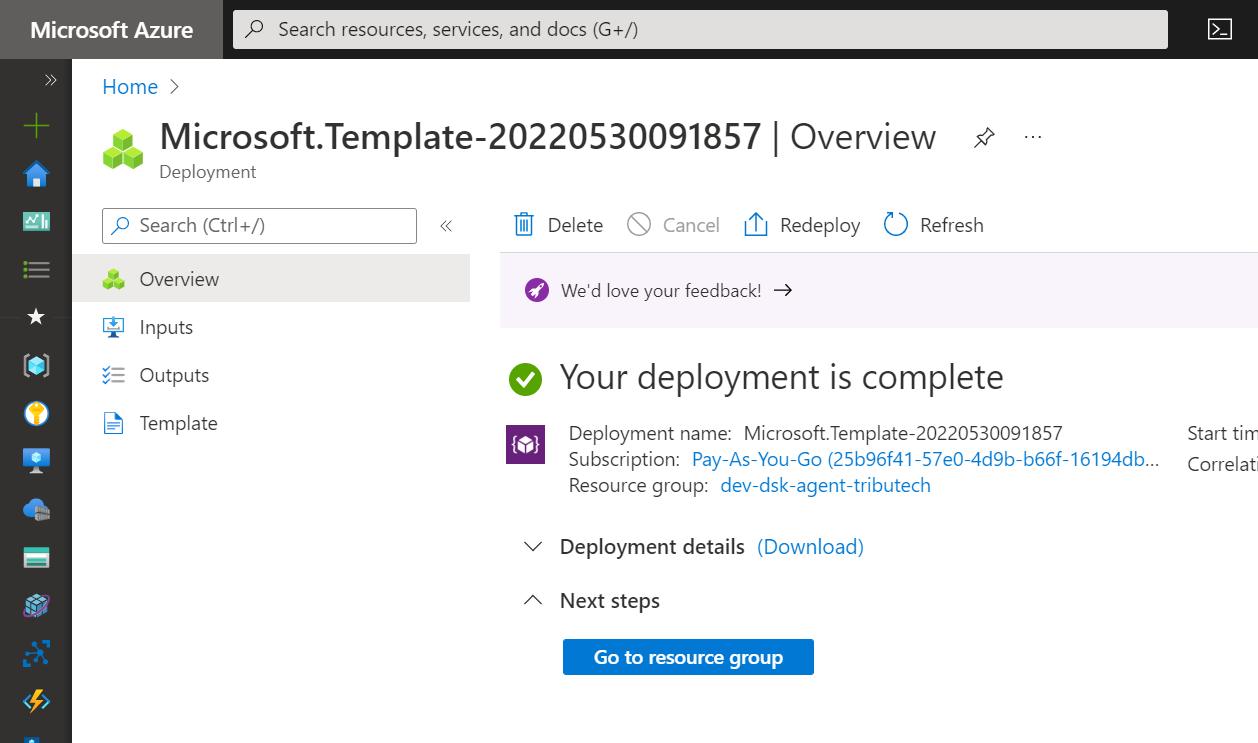 Microsoft Azure
Search resources, services, and docs (G+/)
Home
Microsoft.Template-20220530091857 | Overview
Deployment
Search (Ctrl+/)
Delete
Cancel
Redeploy
Refresh
Overview
Inputs
Outputs
Template
We'd love your feedback!
Your deployment is complete
Deployment name: Microsoft.Template-20220530091857
Subscription: Pay-As-You-Go (25b96f41-57e0-4d9b-b66f-16194db...
Resource group: dev-dsk-agent-tributech
Start tim
Correlati
Deployment details (Download)
Next steps
Go to resource group